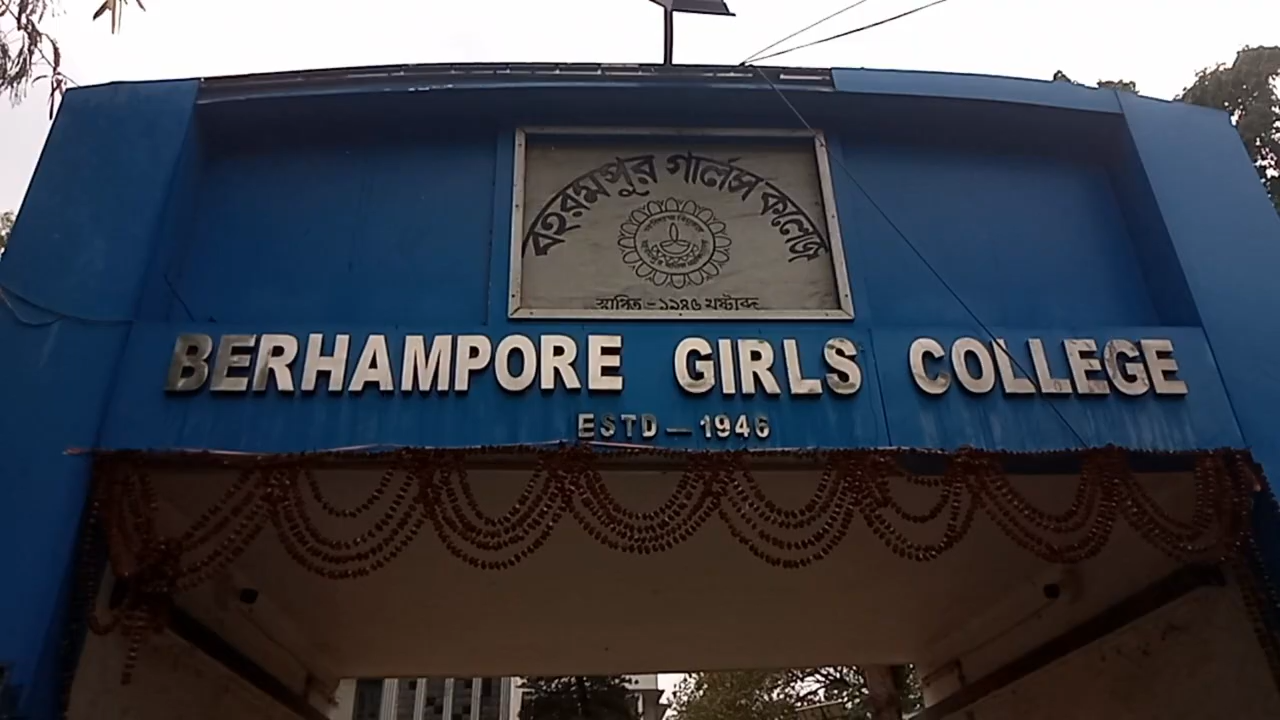 বহরমপুর গার্লস কলেজ
স্থাপিত – ১৯৪৬ খৃষ্টাব্দ
BERHAMPORE GIRLS COLLEGE
ESTD — 1946